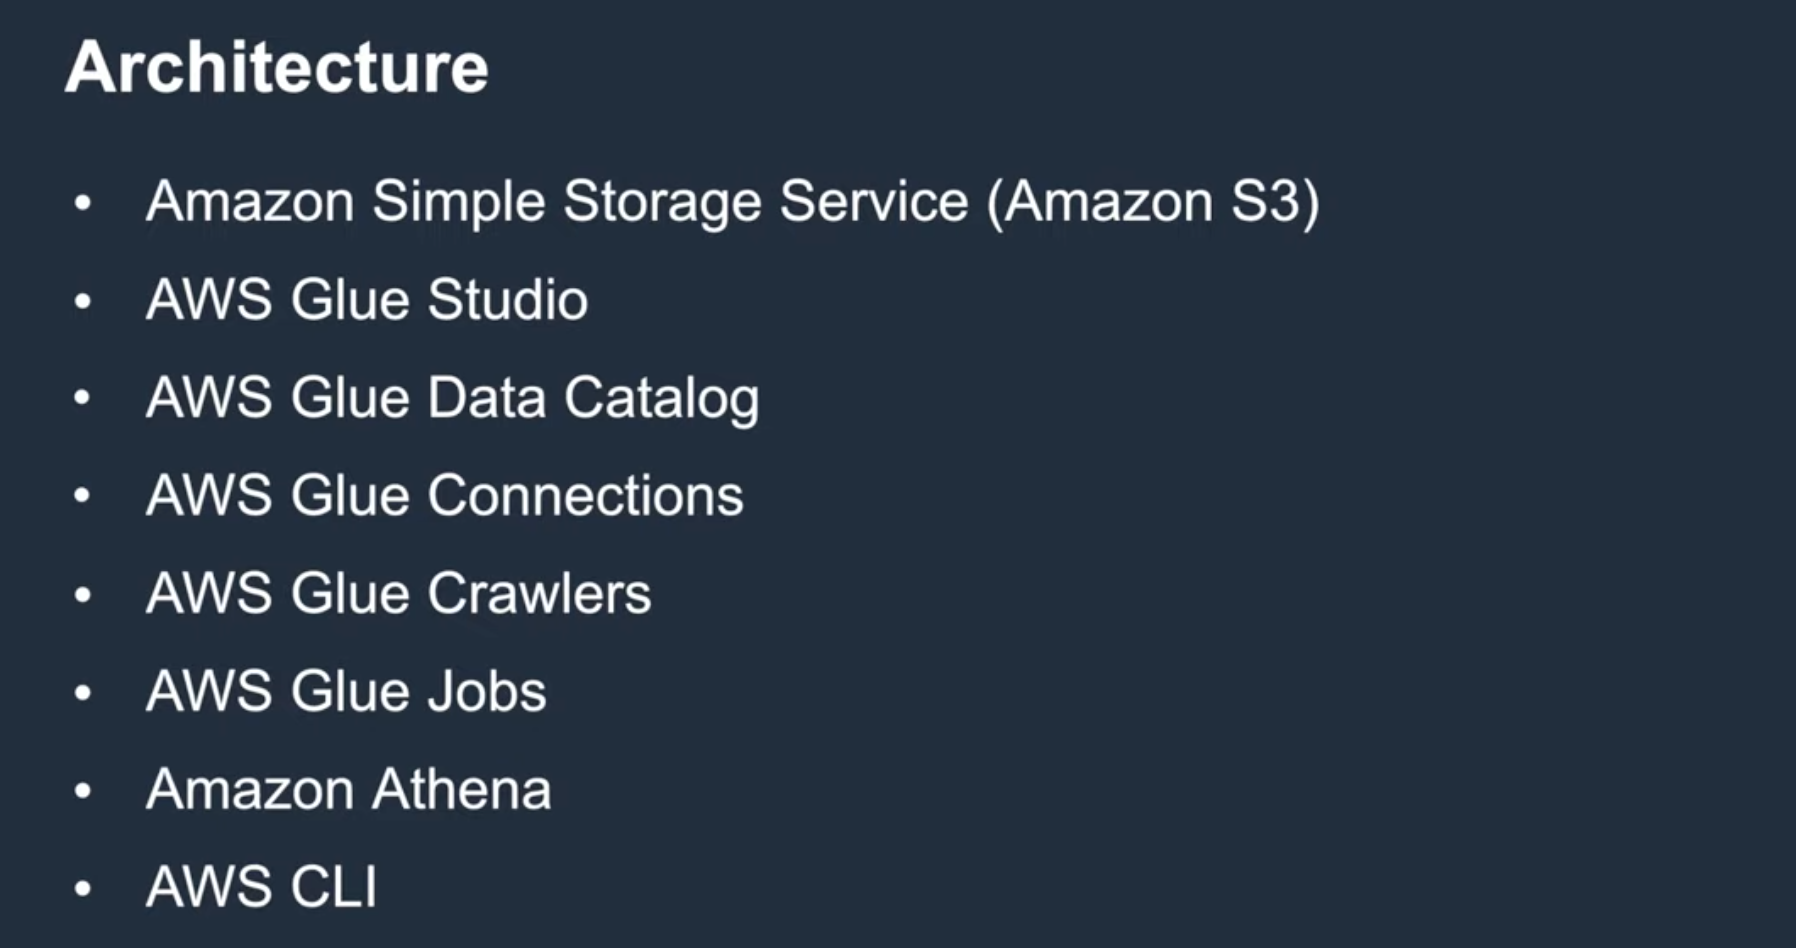 Architecture
• Amazon Simple Storage Service (Amazon S3)
• AWS Glue Studio
• AWS Glue Data Catalog
• AWS Glue Connections
• AWS Glue Crawlers
• AWS Glue Jobs
• Amazon Athena
• AWS CLI